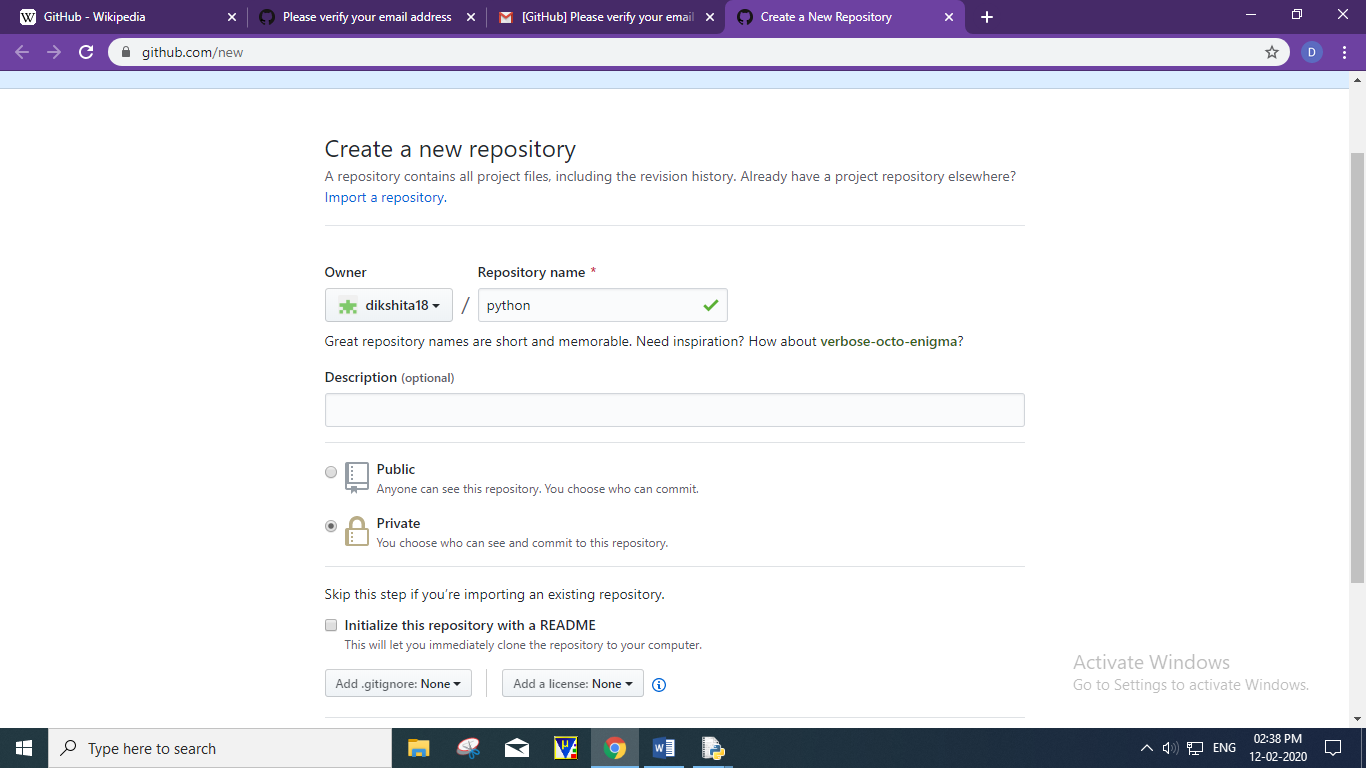 GitHub - Wikipedia
Please verify your email address
[GitHub] Please verify your email
Create a New Repository
github.com/new
D
Create a new repository
A repository contains all project files, including the revision history. Already have a project repository elsewhere?
Import a repository.
Owner
Repository name *
dikshita18
/
python
Great repository names are short and memorable. Need inspiration? How about verbose-octo-enigma?
Description (optional)
Public
Anyone can see this repository. You choose who can commit.
Private
You choose who can see and commit to this repository.
Skip this step if you're importing an existing repository.
Initialize this repository with a README
This will let you immediately clone the repository to your computer.
Add .gitignore: None
Add a license: None
Activate Windows
Go to Settings to activate Windows.
Type here to search
ENG
02:38 PM
12-02-2020